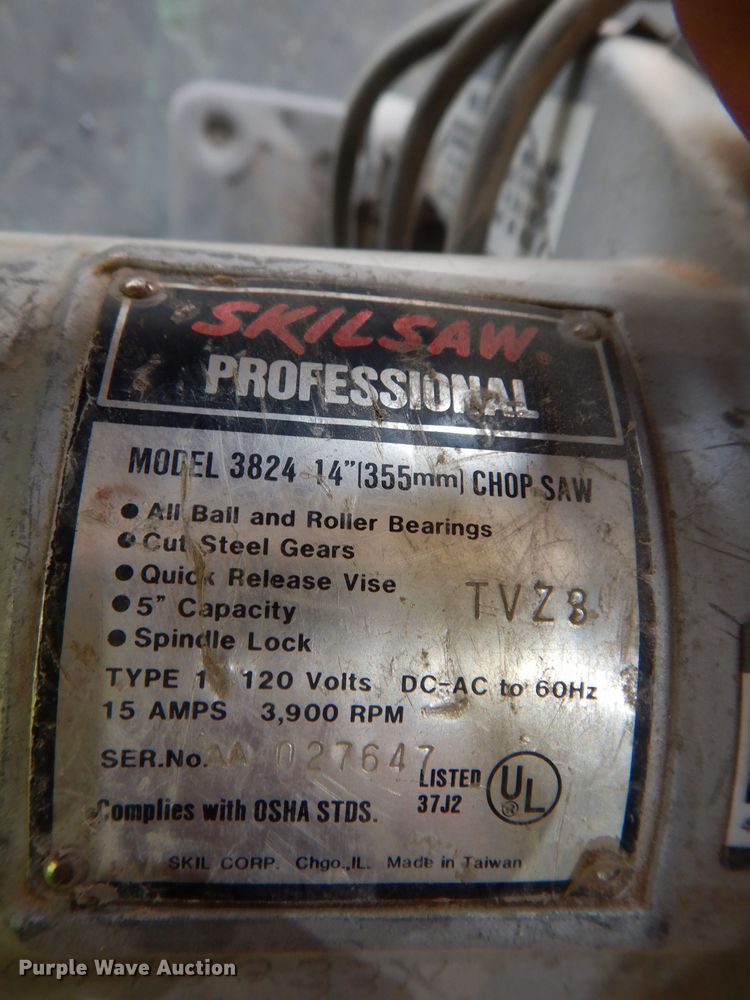 SKILSAW
PROFESSIONAL
MODEL 3824 14"(355mm) CHOP SAW
● All Ball and Roller Bearings
● Cut Steel Gears
● Quick Release Vise
● 5" Capacity
● Spindle Lock
TVZ8
TYPE 1 120 Volts DC-AC to 60Hz
15 AMPS 3,900 RPM
SER.No. AA 027647
LISTED
37J2
UL
Complies with OSHA STDS.
SKIL CORP. Chgo.,IL. Made in Taiwan
Purple Wave Auction